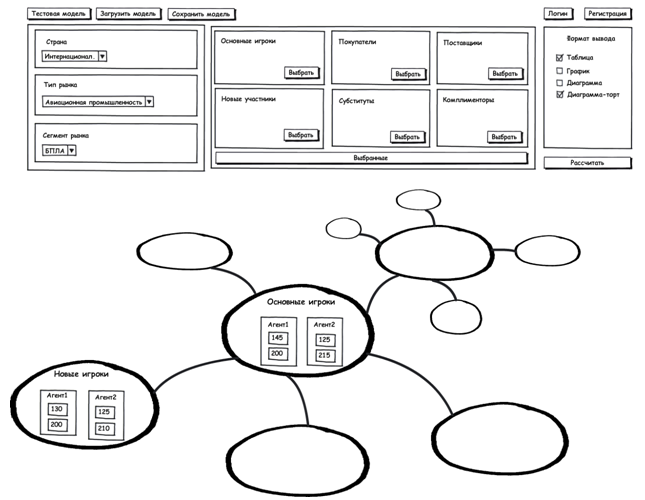 Тестовая модель
Загрузить модель
Сохранить модель
Логин
Регистрация
Страна
Интернационал..
Тип рынка
Авиационная промышленность
Сегмент рынка
БПЛА
Основные игроки
Выбрать
Покупатели
Выбрать
Поставщики
Выбрать
Новые участники
Выбрать
Субституты
Выбрать
Комплименторы
Выбрать
Выбранные
Формат вывода
Таблица
График
Диаграмма
Диаграмма-торт
Рассчитать
Основные игроки
Агент1
145
200
Агент2
125
215
Новые игроки
Агент1
130
200
Агент2
125
210